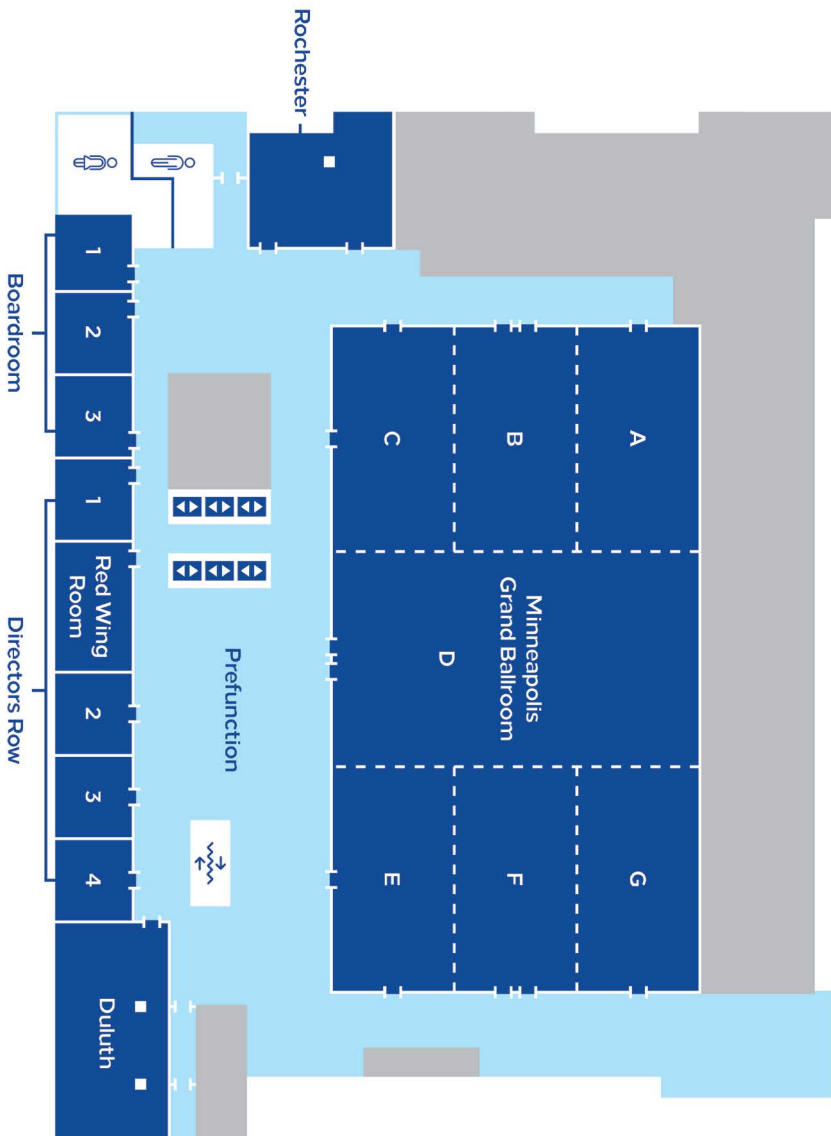 A
G
B
Minneapolis
Grand Ballroom
F
D
C
E
Rochester
Prefunction
1
2
3
1
Red Wing
Room
2
3
4
Duluth
Boardroom
Directors Row